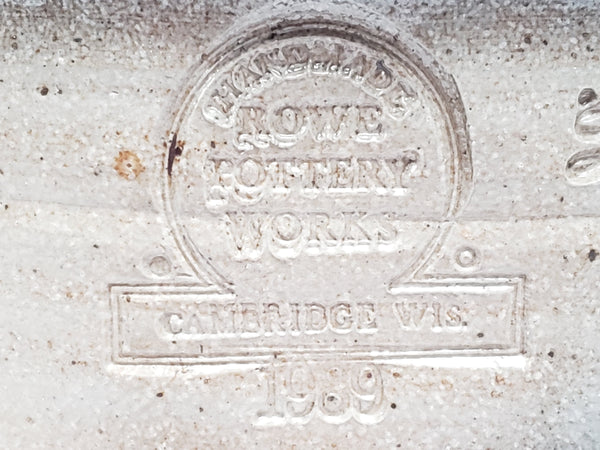 HANDMADE
ROWE
POTTERY
WORKS
CAMBRIDGE WIS.
1989